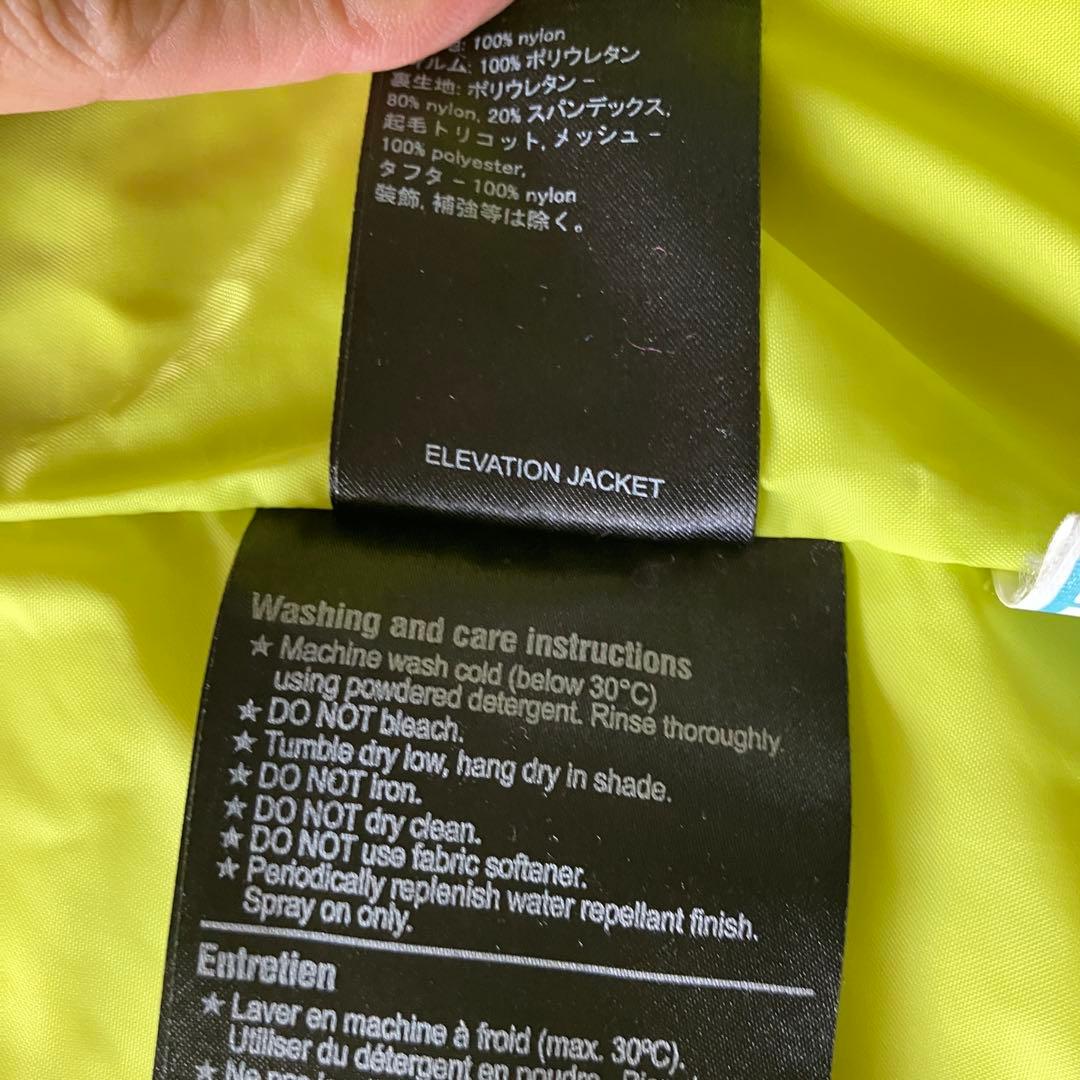 地: 100% nylon
ルム: 100% ポリウレタン
裏生地: ポリウレタン -
80% nylon, 20% スパンデックス,
起毛トリコット, メッシュ -
100% polyester,
タフタ - 100% nylon
装飾, 補強等は除く。
ELEVATION JACKET
Washing and care instructions
★ Machine wash cold (below 30°C)
using powdered detergent. Rinse thoroughly.
★ DO NOT bleach.
★ Tumble dry low, hang dry in shade.
★ DO NOT iron.
★ DO NOT dry clean.
★ DO NOT use fabric softener.
★ Periodically replenish water repellant finish.
Spray on only.
Entretien
★ Laver en machine à froid (max. 30°C).
Utiliser du détergent en poudre.
★ Ne